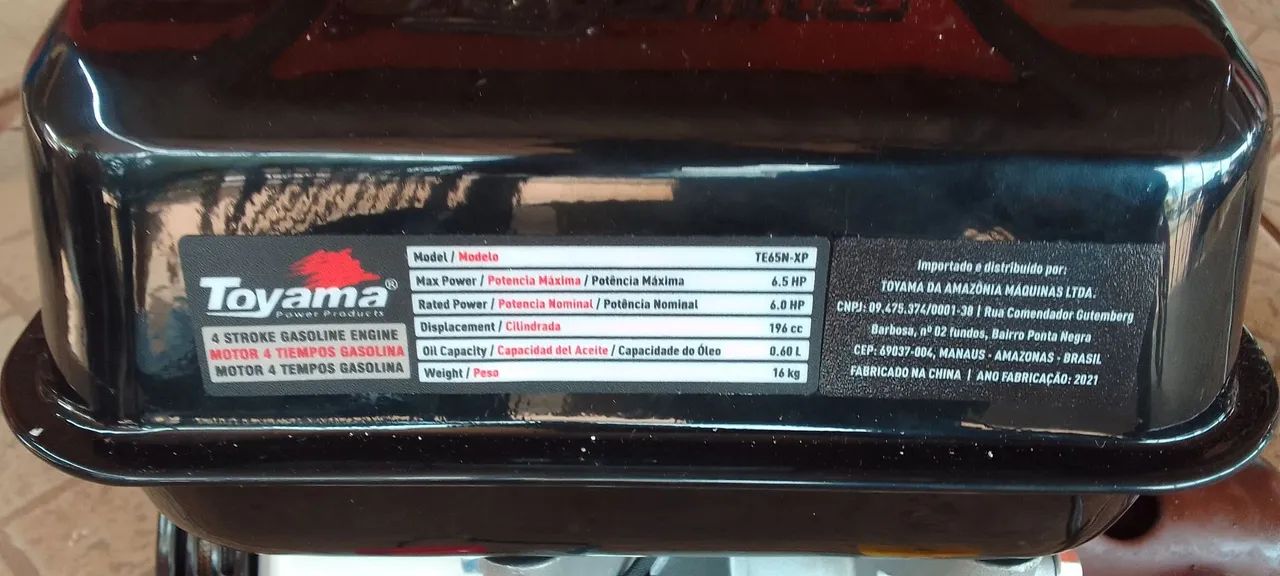 Toyama®
Power Products
4 STROKE GASOLINE ENGINE
MOTOR 4 TIEMPOS GASOLINA
MOTOR 4 TEMPOS GASOLINA
Model / Modelo TE65N-XP
Max Power / Potencia Máxima / Potência Máxima 6.5 HP
Rated Power / Potencia Nominal / Potência Nominal 6.0 HP
Displacement / Cilindrada 196 cc
Oil Capacity / Capacidad del Aceite / Capacidade do Óleo 0.60 L
Weight / Peso 16 kg
Importado e distribuído por:
TOYAMA DA AMAZÔNIA MÁQUINAS LTDA.
CNPJ: 09.475.374/0001-30 | Rua Comendador Gutemberg
Barbosa, nº 02 fundos, Bairro Ponta Negra
CEP: 69037-004, MANAUS - AMAZONAS - BRASIL
FABRICADO NA CHINA | ANO FABRICAÇÃO: 2021